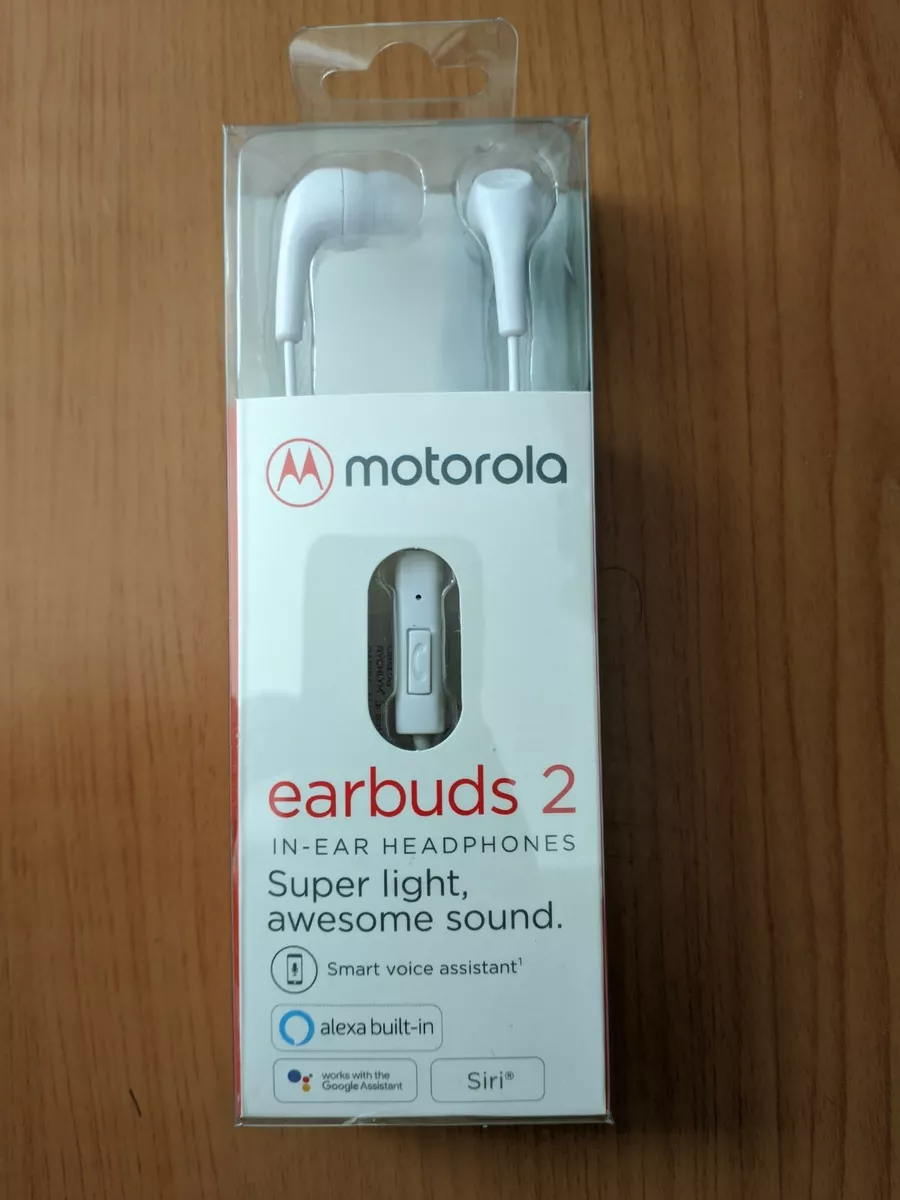 motorola
earbuds 2
IN-EAR HEADPHONES
Super light,
awesome sound.
Smart voice assistant¹
alexa built-in
works with the
Google Assistant
Siri®